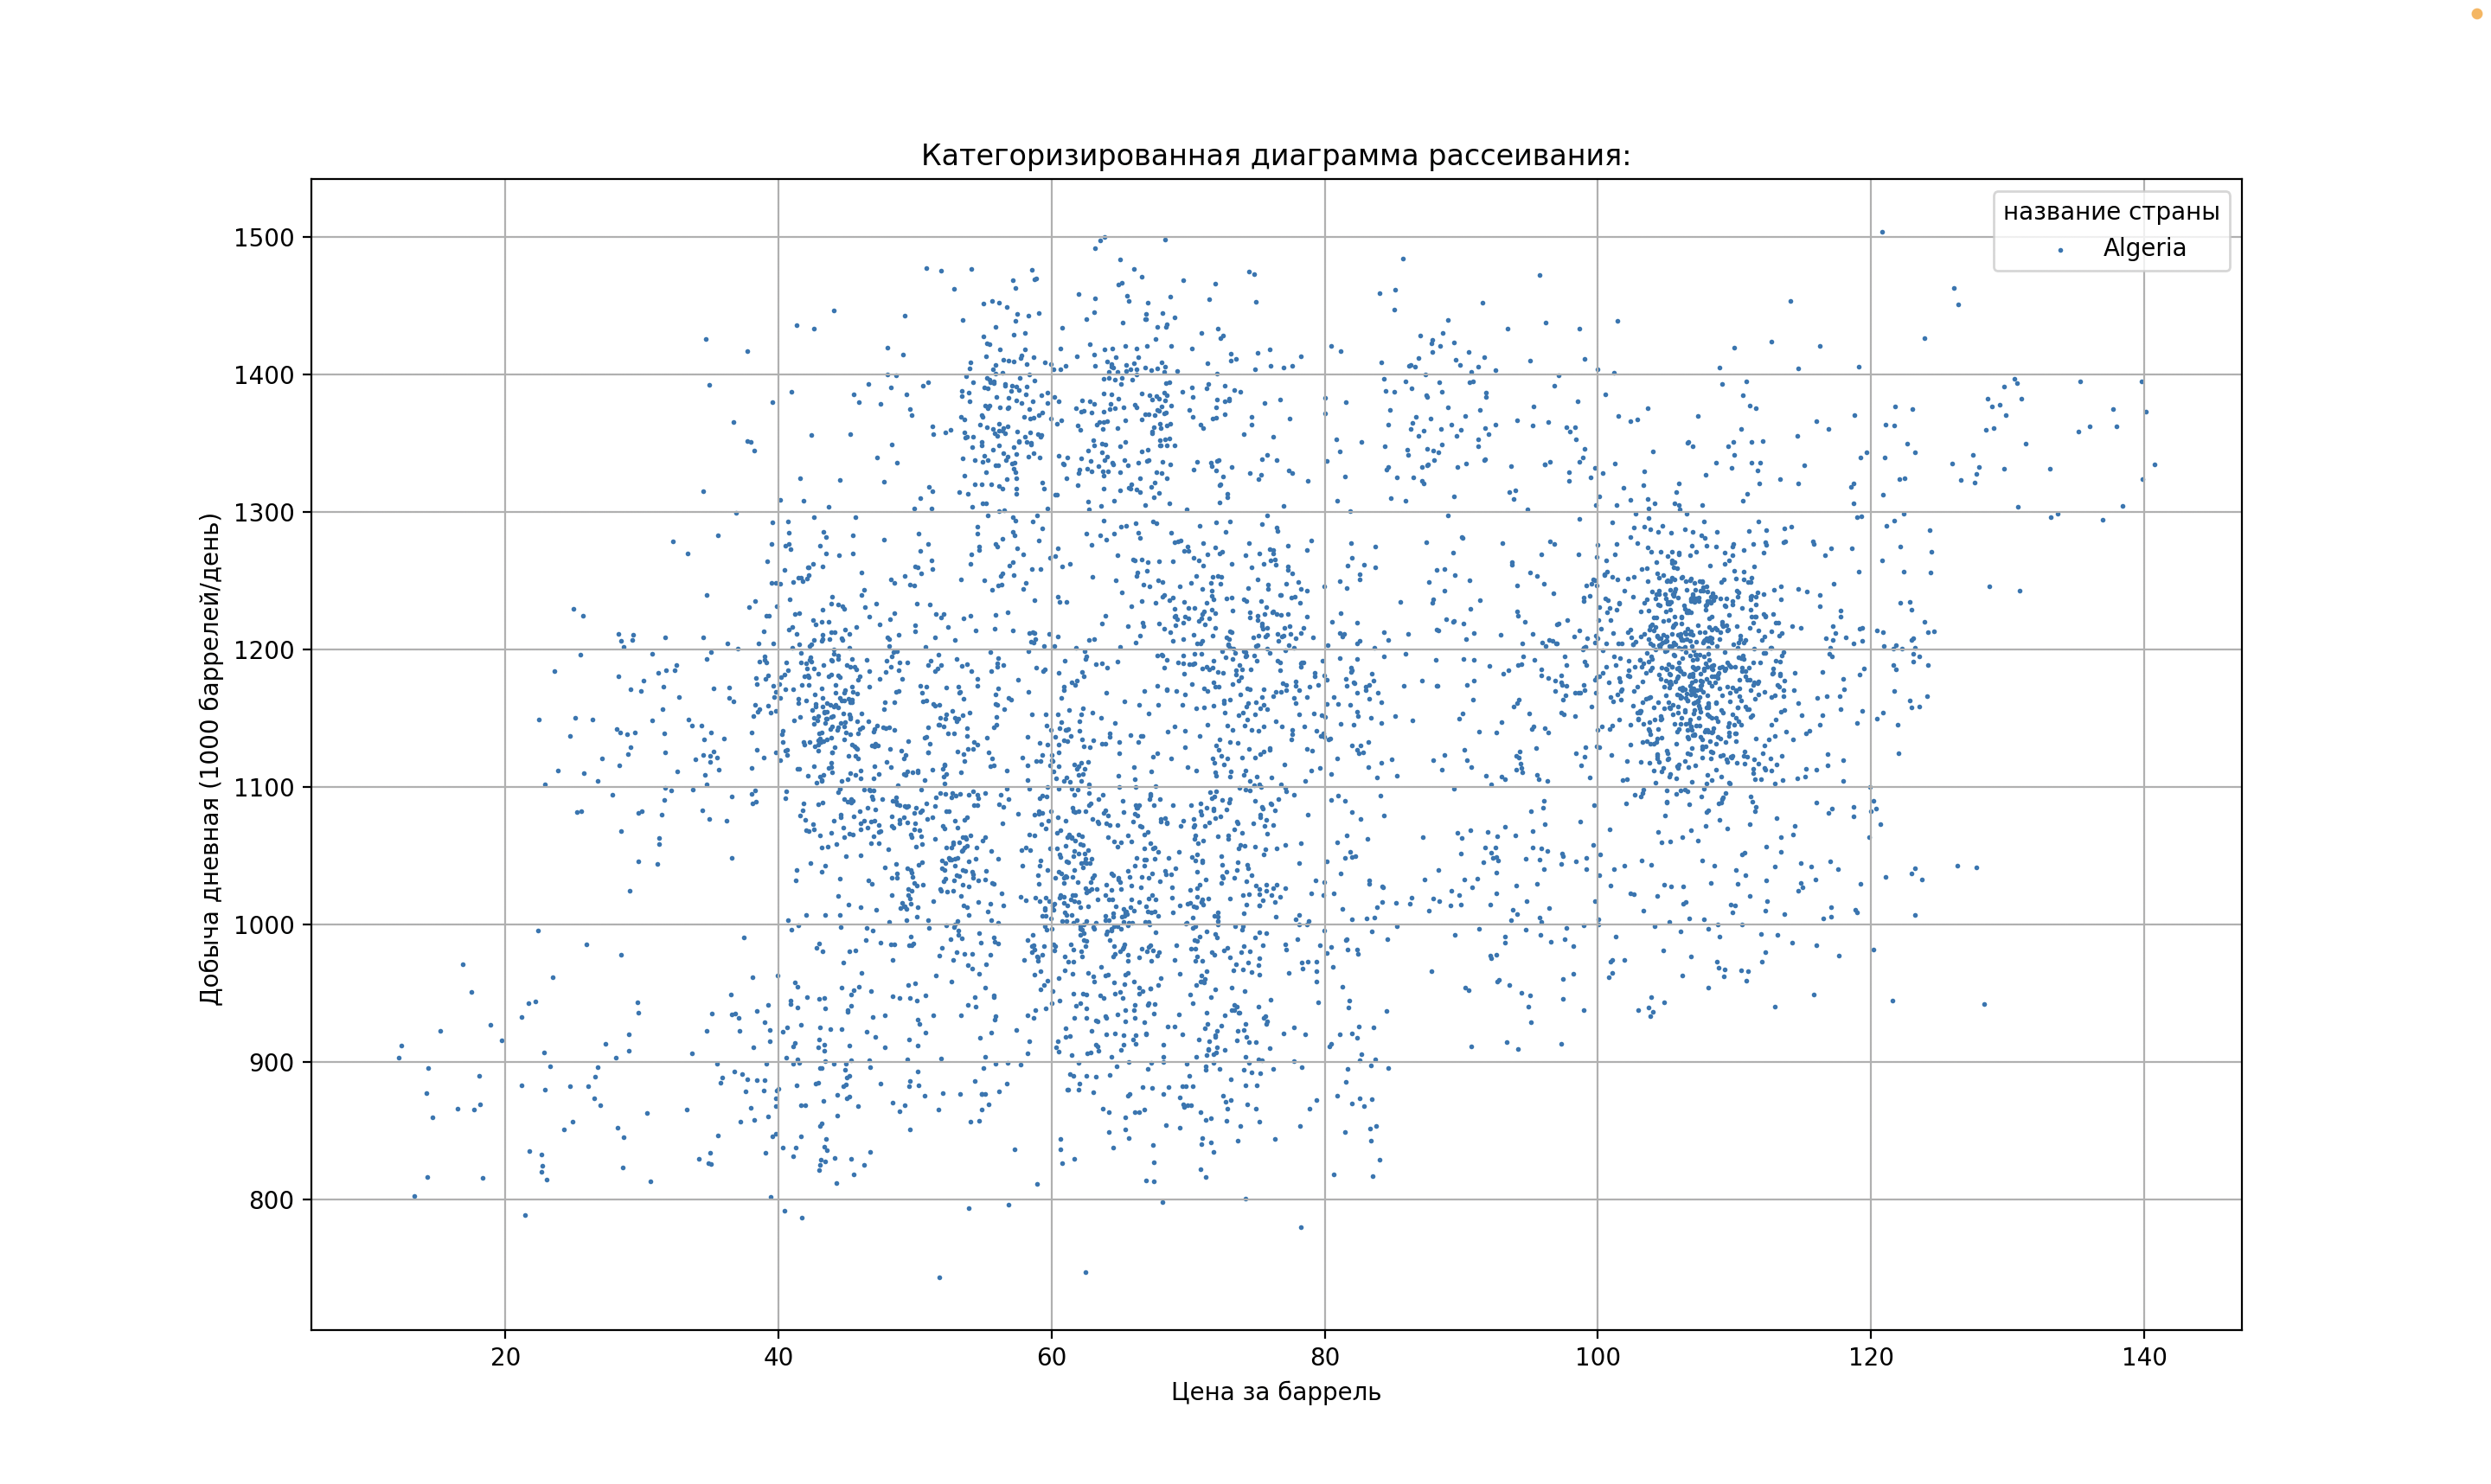 Категоризированная диаграмма рассеивания:
название страны
Algeria
1500
1400
1300
1200
1100
1000
900
800
Добыча дневная (1000 баррелей/день)
20 40 60 80 100 120 140
Цена за баррель